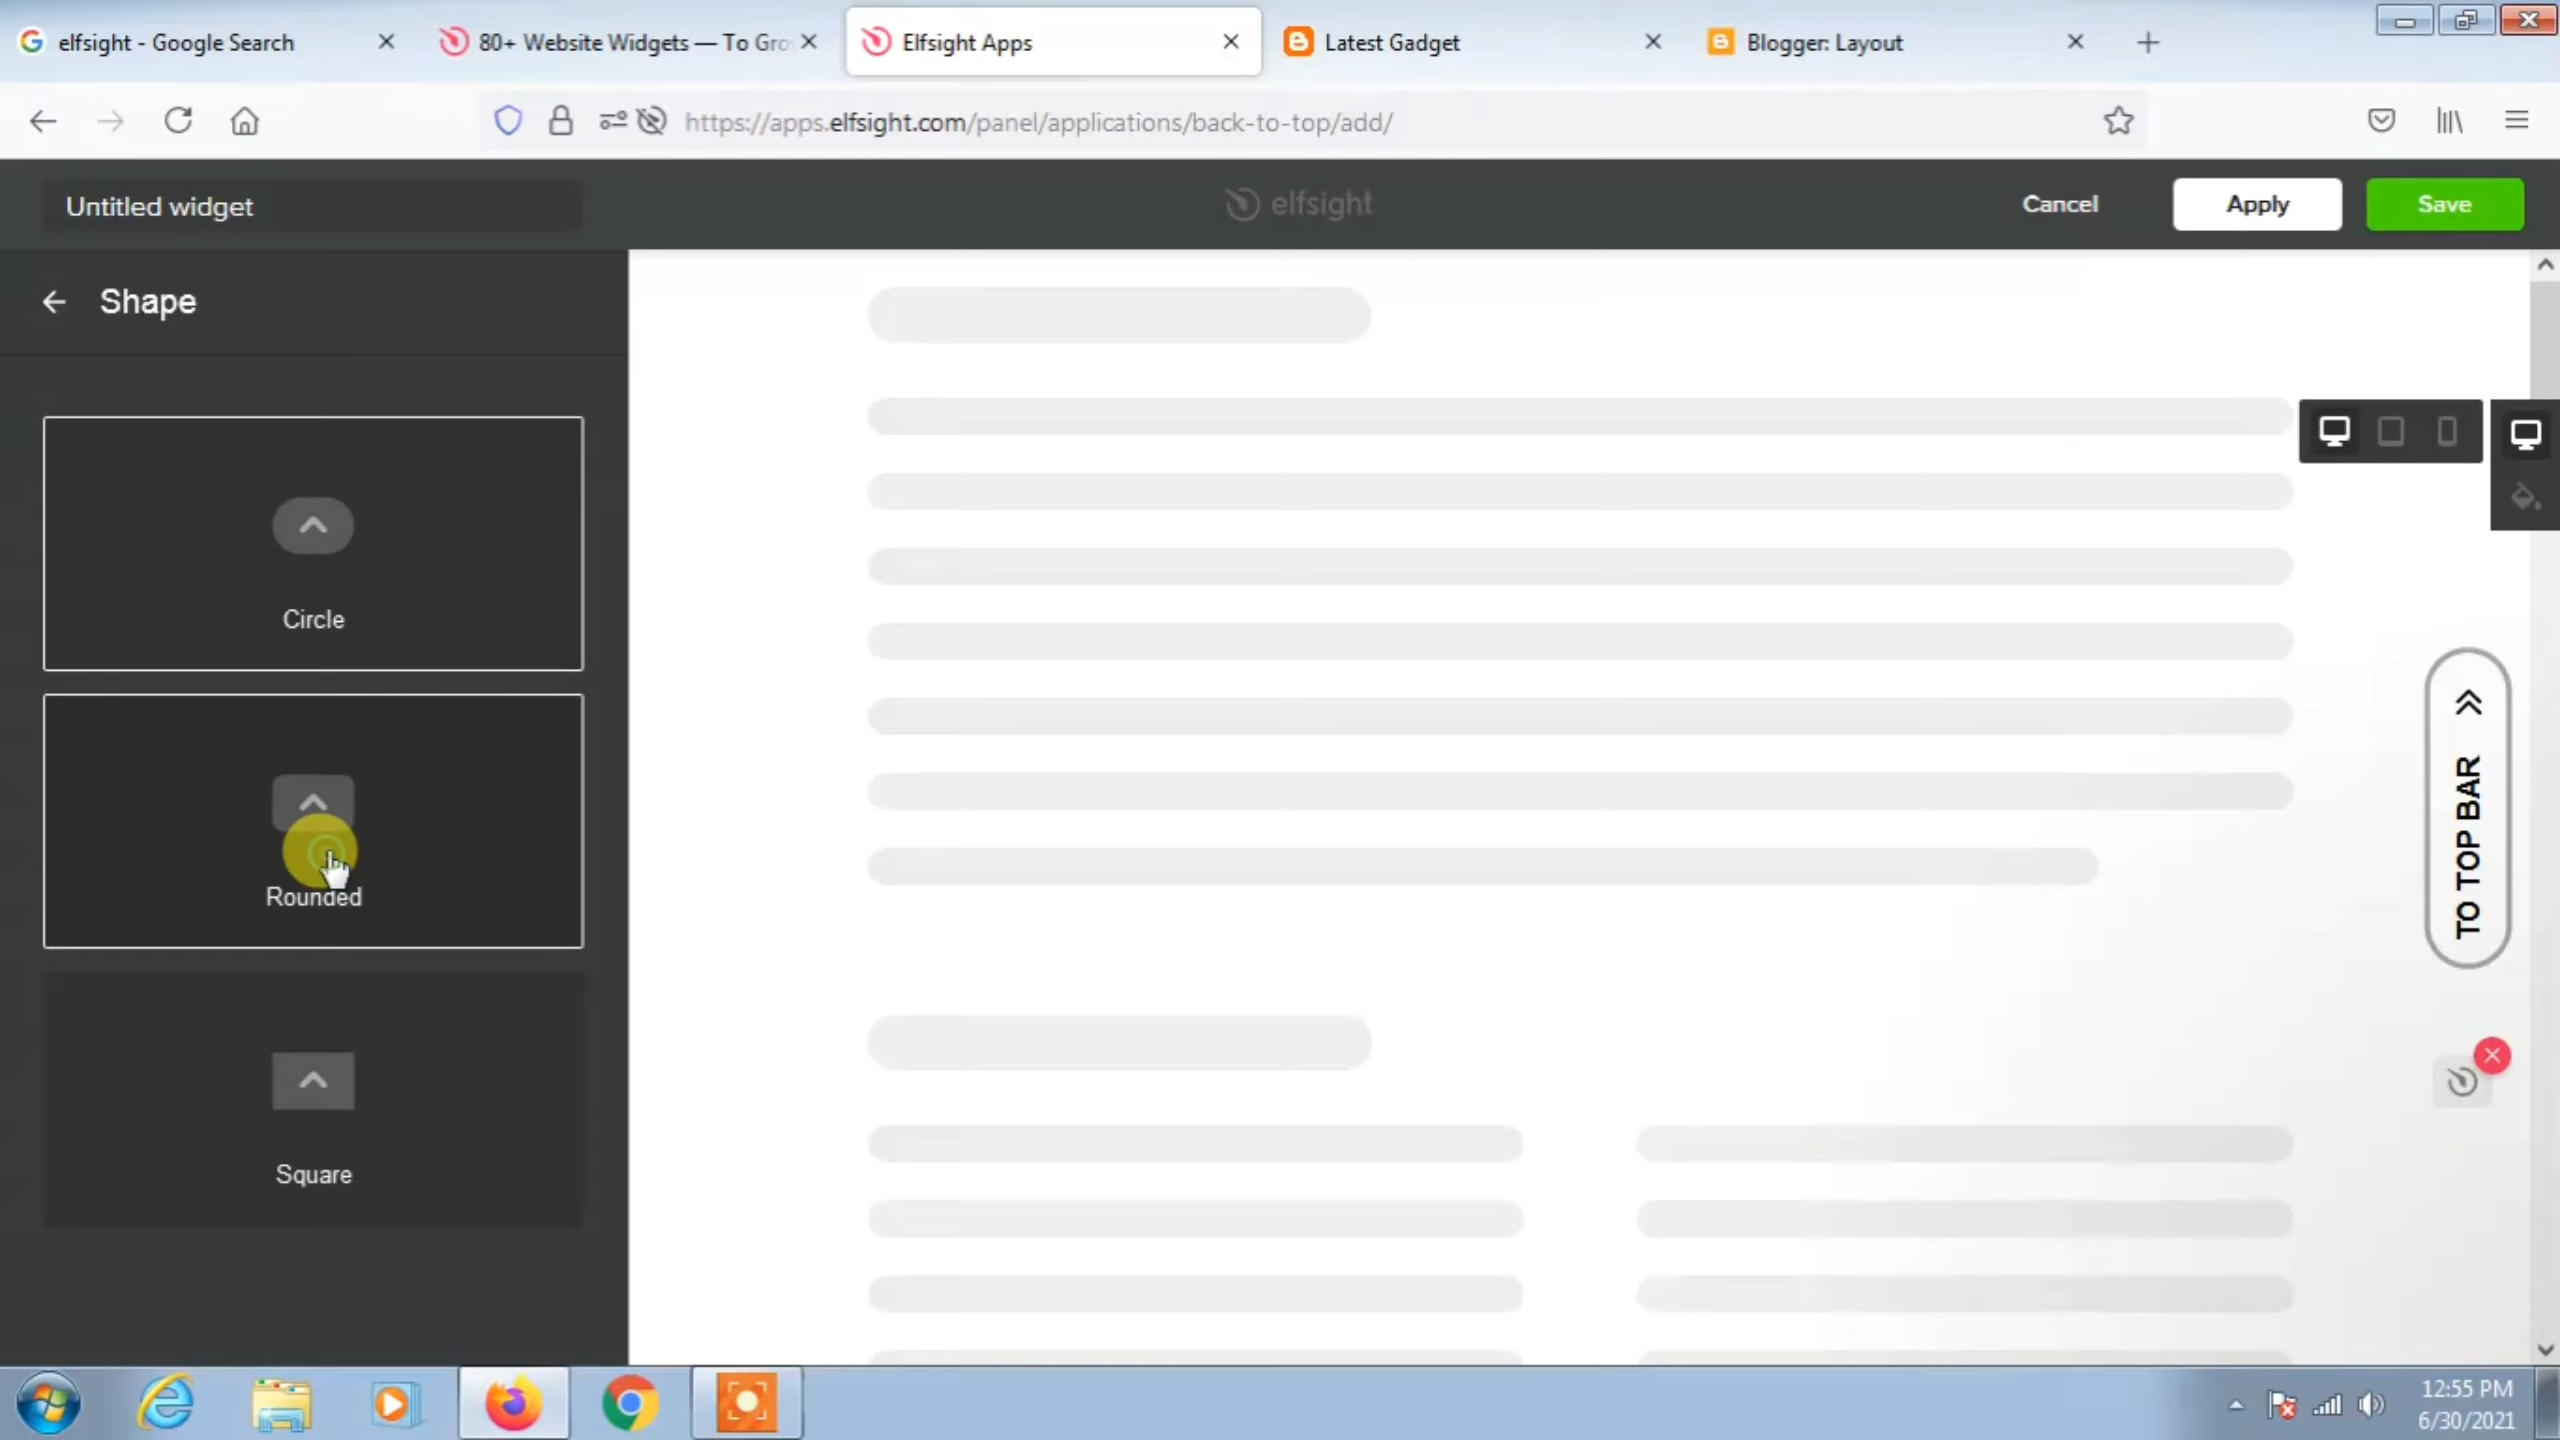 elfsight - Google Search
80+ Website Widgets — To Gro
Elfsight Apps
Latest Gadget
Blogger: Layout
https://apps.elfsight.com/panel/applications/back-to-top/add/
Untitled widget
elfsight
Cancel
Apply
Save
Shape
Circle
Rounded
Square
TO TOP BAR
12:55 PM
6/30/2021